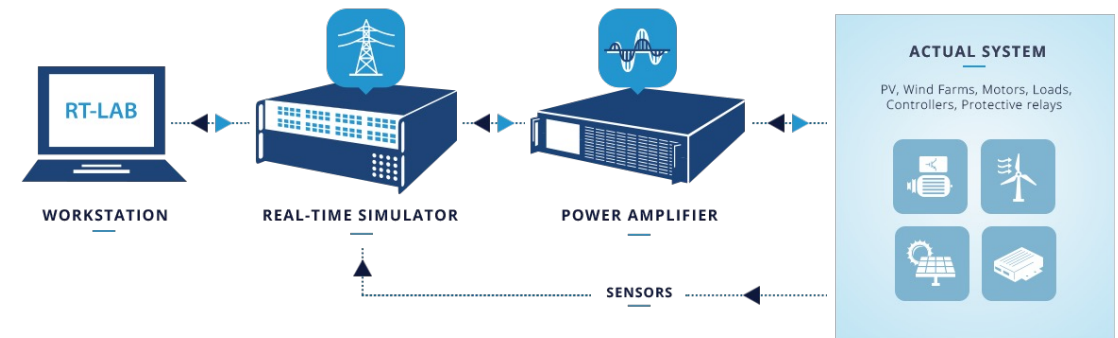 RT-LAB
WORKSTATION
REAL-TIME SIMULATOR
POWER AMPLIFIER
SENSORS
ACTUAL SYSTEM
PV, Wind Farms, Motors, Loads,
Controllers, Protective relays